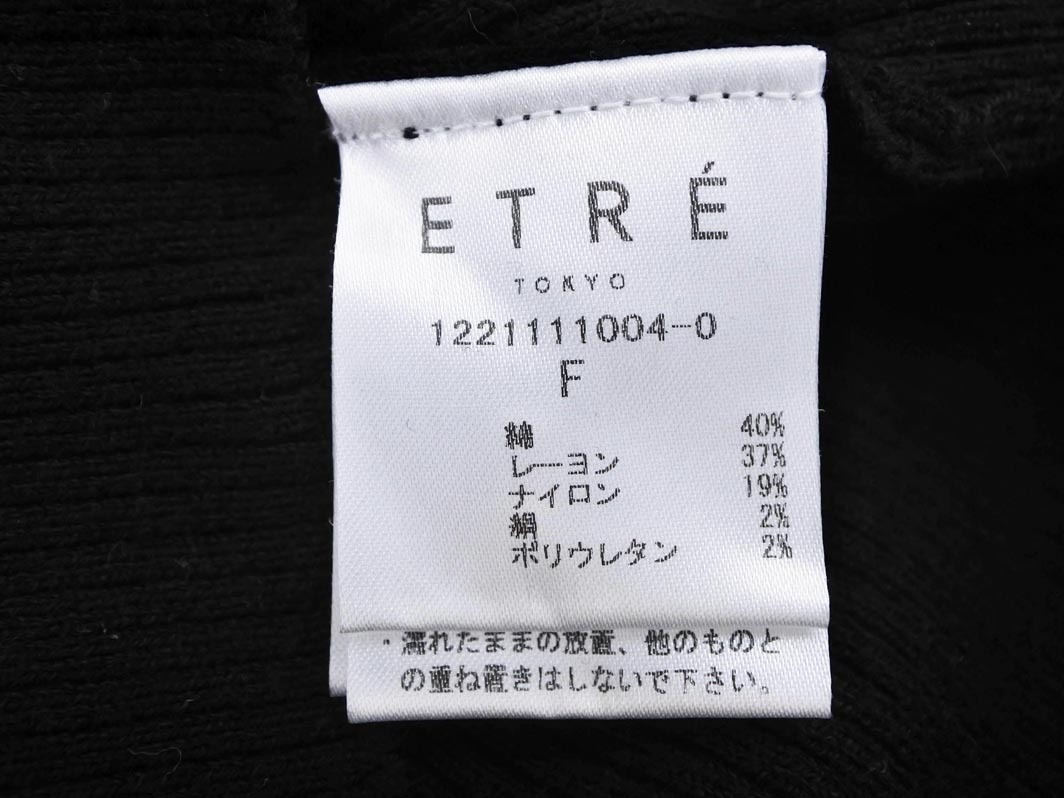 ETRÉ
TOKYO
1221111004-0
F
綿 40%
レーヨン 37%
ナイロン 19%
絹 2%
ポリウレタン 2%
・濡れたままの放置、他のものと
の重ね置きはしないで下さい。